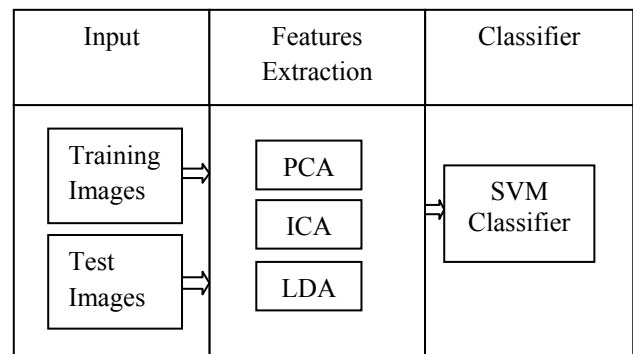 Input
Features
Extraction
Classifier
Training
Images
Test
Images
PCA
ICA
LDA
SVM
Classifier